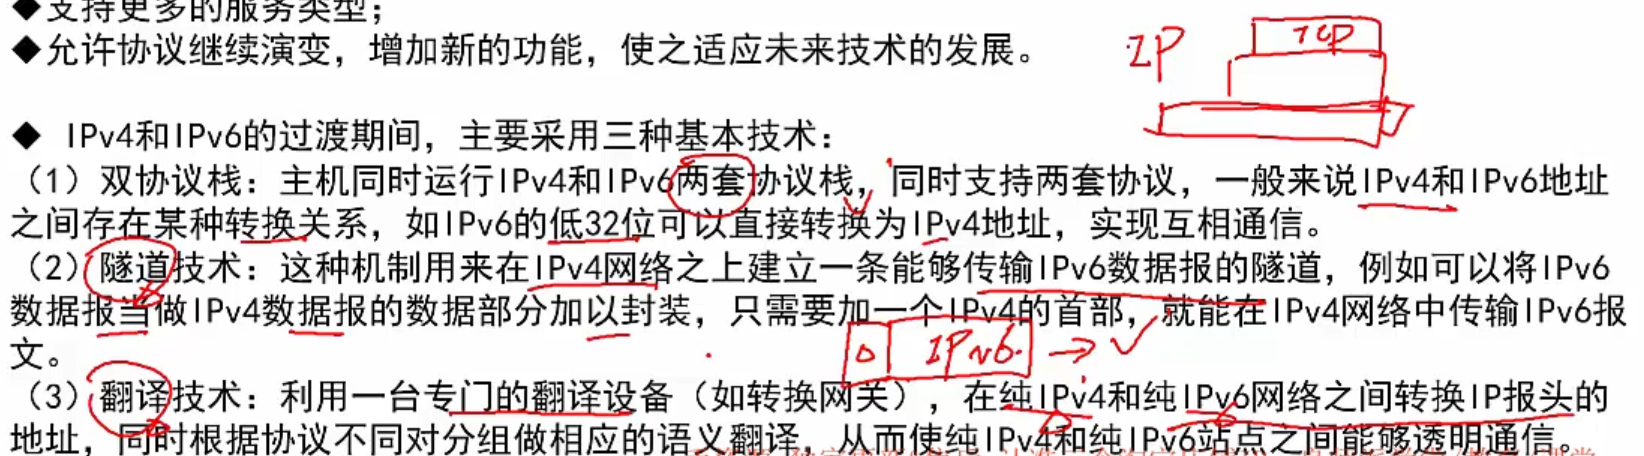 ◆支持更多的服务类型；
◆允许协议继续演变，增加新的功能，使之适应未来技术的发展。
IP
TCP
◆ IPv4和IPv6的过渡期间，主要采用三种基本技术：
（1）双协议栈：主机同时运行IPv4和IPv6两套协议栈，同时支持两套协议，一般来说IPv4和IPv6地址
之间存在某种转换关系，如IPv6的低32位可以直接转换为IPv4地址，实现互相通信。
（2）隧道技术：这种机制用来在IPv4网络之上建立一条能够传输IPv6数据报的隧道，例如可以将IPv6
数据报当做IPv4数据报的数据部分加以封装，只需要加一个IPv4的首部，就能在IPv4网络中传输IPv6报
文。
IPv6
（3）翻译技术：利用一台专门的翻译设备（如转换网关），在纯IPv4和纯IPv6网络之间转换IP报头的
地址，同时根据协议不同对分组做相应的语义翻译，从而使纯IPv4和纯IPv6站点之间能够透明通信。